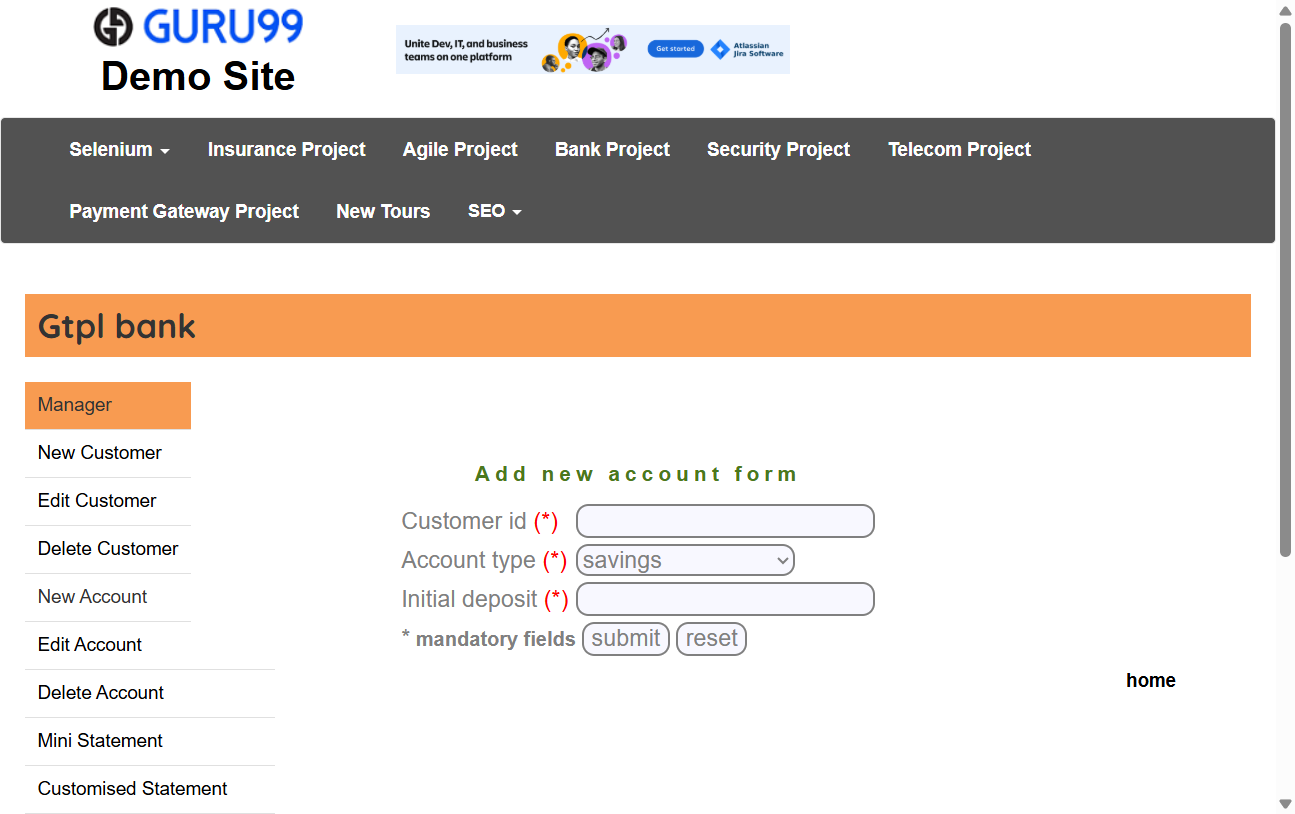 GURU99
Demo Site
Unite Dev, IT, and business
teams on one platform
Get started
Atlassian
Jira Software
Selenium Insurance Project Agile Project Bank Project Security Project Telecom Project
Payment Gateway Project New Tours SEO
Gtpl bank
Manager
New Customer
Edit Customer
Delete Customer
New Account
Edit Account
Delete Account
Mini Statement
Customised Statement
Add new account form
Customer id (*)
Account type (*) savings
Initial deposit (*)
* mandatory fields submit reset
home